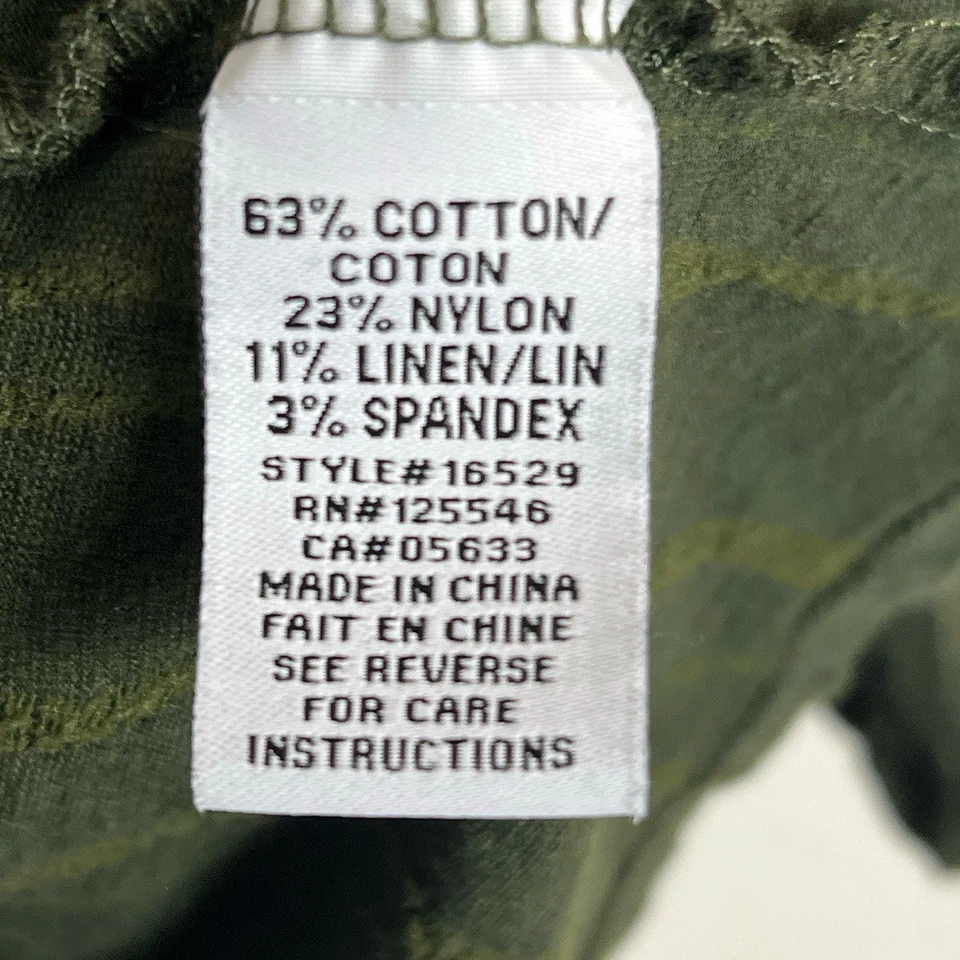 63% COTTON/
COTON
23% NYLON
11% LINEN/LIN
3% SPANDEX
STYLE#16529
RN#125546
CA#05633
MADE IN CHINA
FAIT EN CHINE
SEE REVERSE
FOR CARE
INSTRUCTIONS